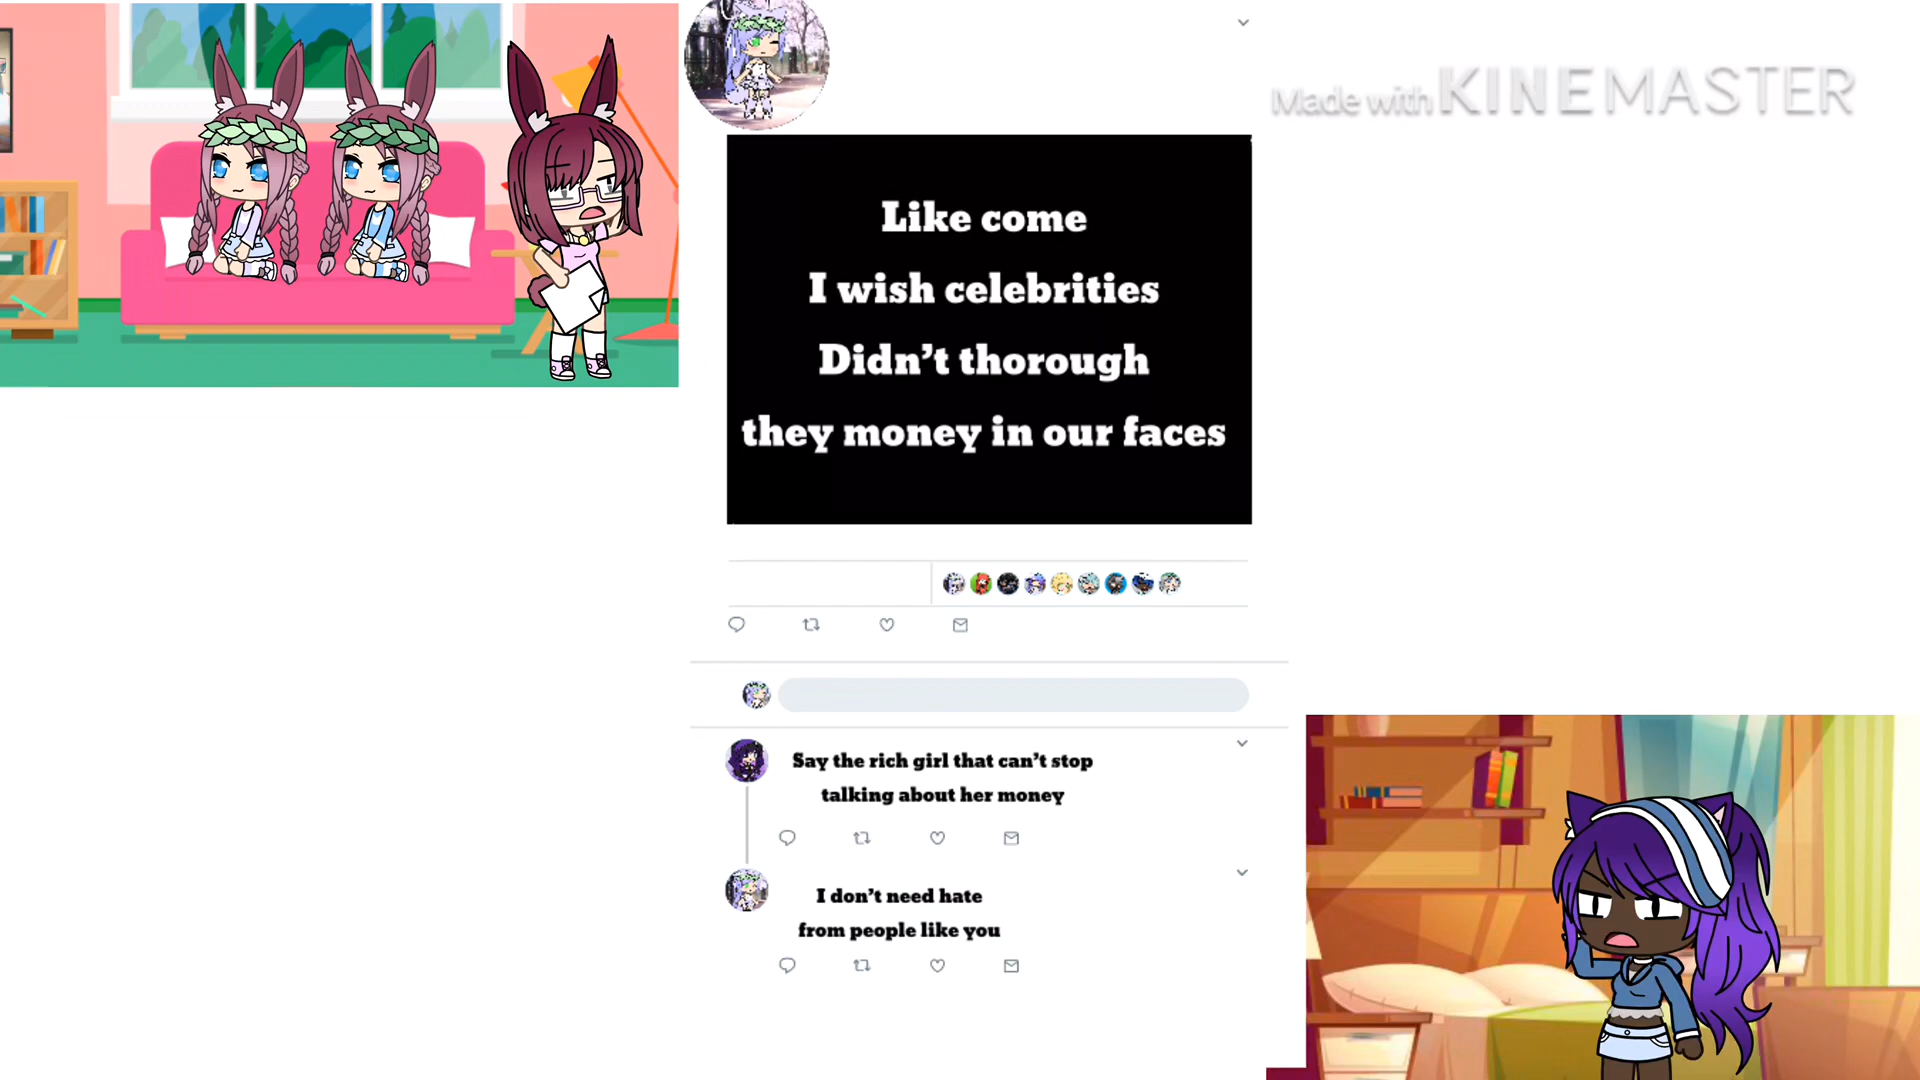 Made with KINEMASTER
Like come
I wish celebrities
Didn't thorough
they money in our faces
Say the rich girl that can't stop
talking about her money
I don't need hate
from people like you